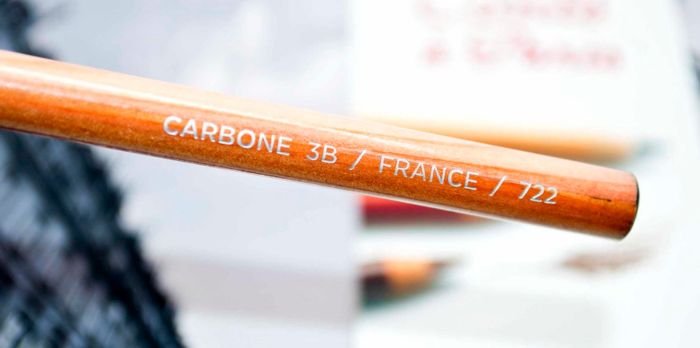 CARBONE 3B / FRANCE / 722